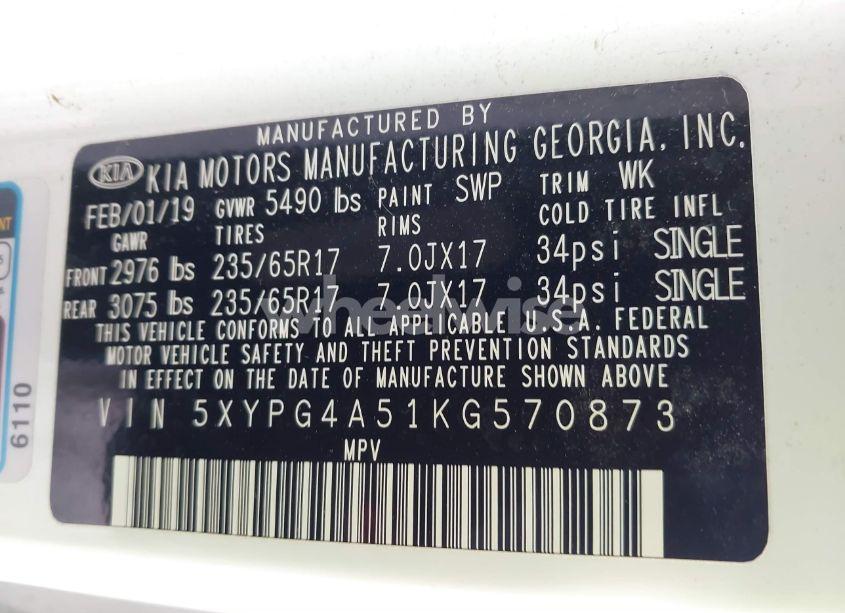 MANUFACTURED BY
KIA KIA MOTORS MANUFACTURING GEORGIA, INC.
FEB/01/19 GVWR 5490 lbs PAINT SWP TRIM WK
GAWR TIRES RIMS COLD TIRE INFL
FRONT 2976 lbs 235/65R17 7.0JX17 34psi SINGLE
REAR 3075 lbs 235/65R17 7.0JX17 34psi SINGLE
THIS VEHICLE CONFORMS TO ALL APPLICABLE U.S.A. FEDERAL
MOTOR VEHICLE SAFETY AND THEFT PREVENTION STANDARDS
IN EFFECT ON THE DATE OF MANUFACTURE SHOWN ABOVE
VIN 5XYPG4A51KG570873
MPV
6110
wheelwise